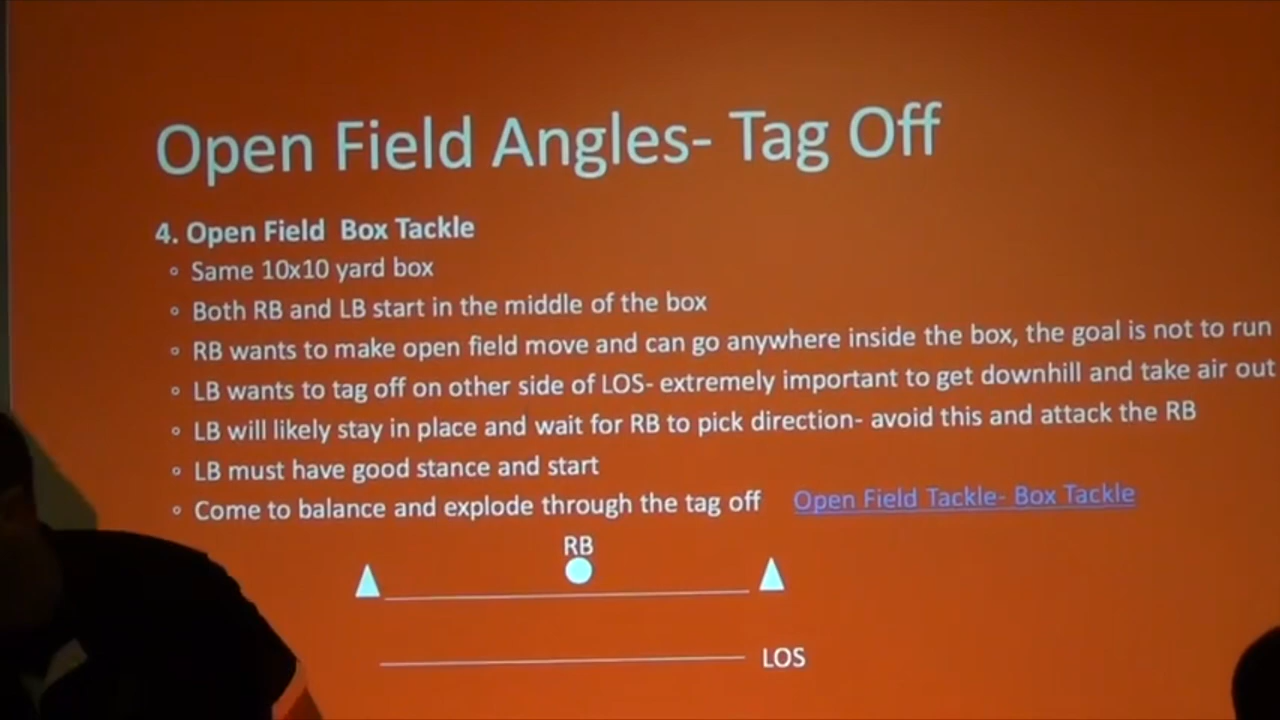 Open Field Angles- Tag Off
4. Open Field Box Tackle
Same 10x10 yard box
Both RB and LB start in the middle of the box
RB wants to make open field move and can go anywhere inside the box, the goal is not to run
LB wants to tag off on other side of LOS- extremely important to get downhill and take air out
LB will likely stay in place and wait for RB to pick direction- avoid this and attack the RB
LB must have good stance and start
Come to balance and explode through the tag off Open Field Tackle- Box Tackle
RB
LOS